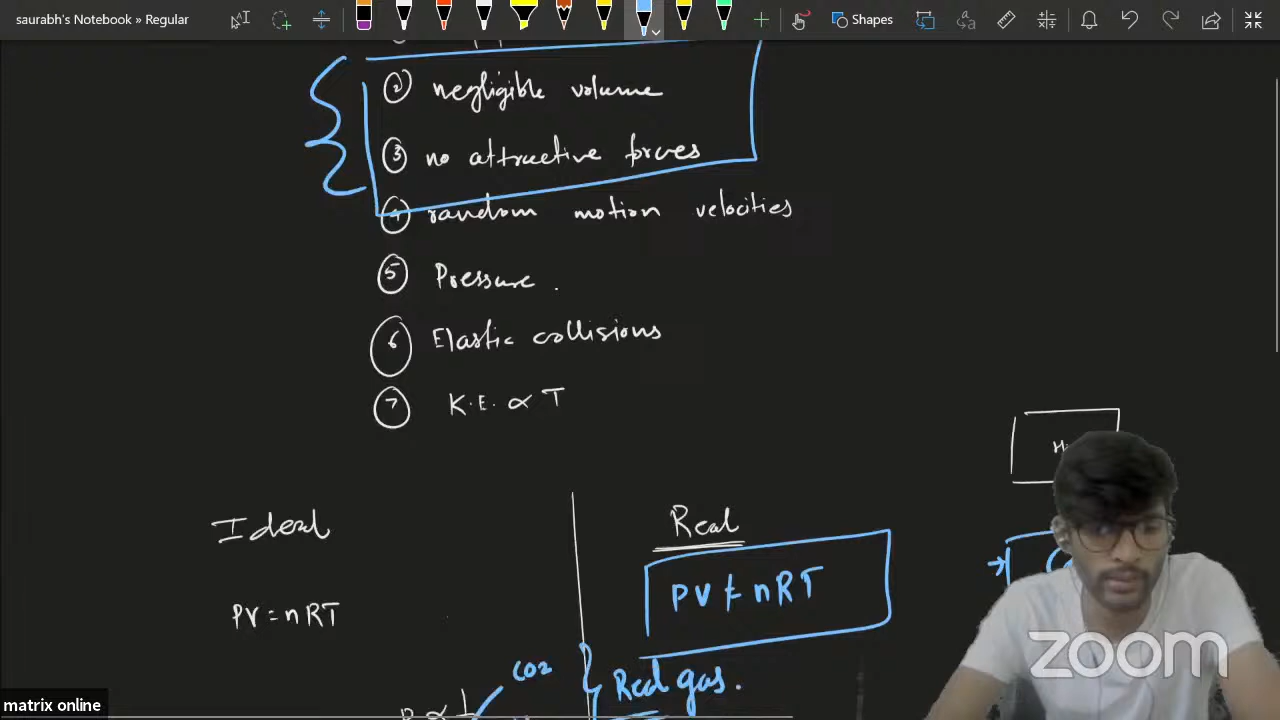 saurabh's Notebook » Regular
Shapes
② negligible volume
③ no attractive forces
④ random motion velocities
⑤ Pressure.
⑥ Elastic collisions
⑦ K.E. ∝ T
Ideal
Real
PV = nRT
PV ≠ nRT
CO2
Real gas.
zoom
matrix online